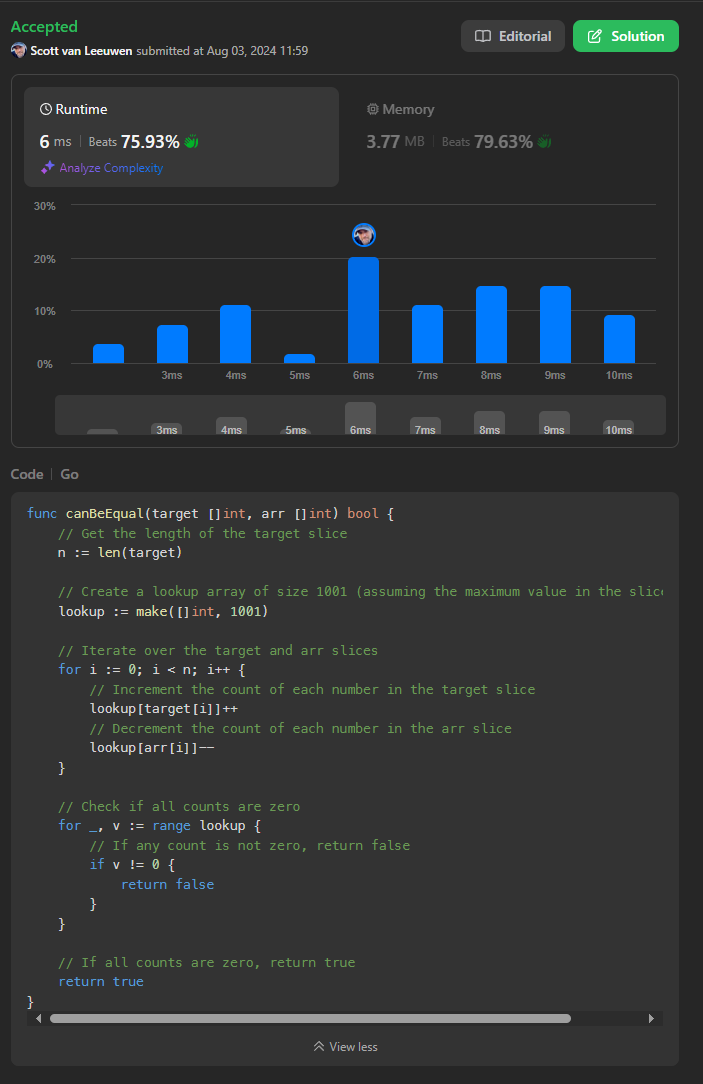 Accepted
Scott van Leeuwen submitted at Aug 03, 2024 11:59
Editorial
Solution
Runtime
6 ms | Beats 75.93%
Analyze Complexity
Memory
3.77 MB | Beats 79.63%
30%
20%
10%
0%
3ms 4ms 5ms 6ms 7ms 8ms 9ms 10ms
3ms 4ms 5ms 6ms 7ms 8ms 9ms 10ms
Code | Go
func canBeEqual(target []int, arr []int) bool {
    // Get the length of the target slice
    n := len(target)

    // Create a lookup array of size 1001 (assuming the maximum value in the slice
    lookup := make([]int, 1001)

    // Iterate over the target and arr slices
    for i := 0; i < n; i++ {
        // Increment the count of each number in the target slice
        lookup[target[i]]++
        // Decrement the count of each number in the arr slice
        lookup[arr[i]]--
    }

    // Check if all counts are zero
    for _, v := range lookup {
        // If any count is not zero, return false
        if v != 0 {
            return false
        }
    }

    // If all counts are zero, return true
    return true
}
View less